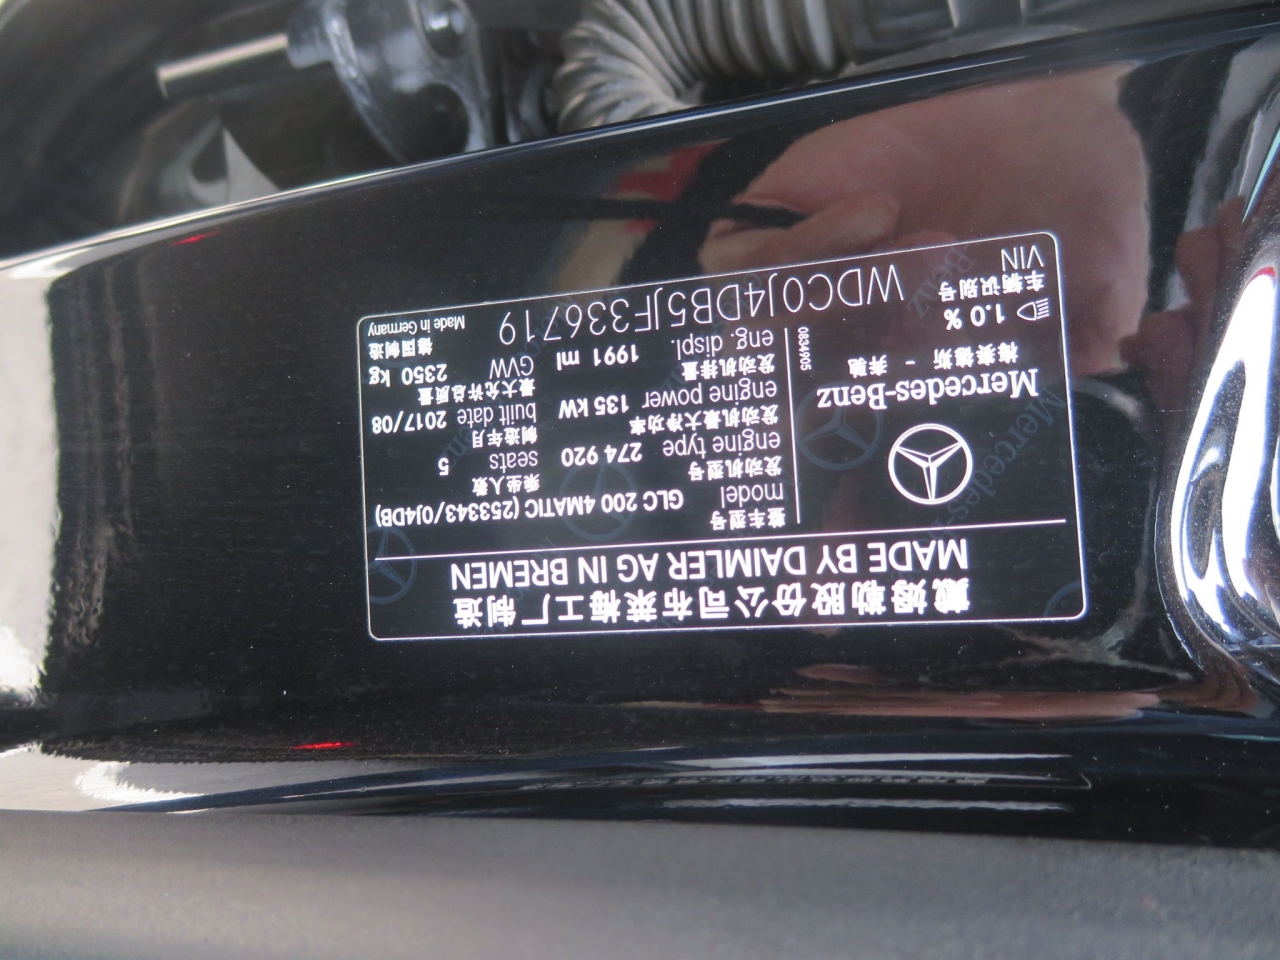 戴姆勒股份公司布莱梅工厂制造
MADE BY DAIMLER AG IN BREMEN
Mercedes-Benz
梅赛德斯 - 奔驰
1.0 %
整车型号
model
GLC 200 4MATIC (253343/0J4DB)
发动机型号
engine type
274 920
乘坐人数
seats
5
发动机最大净功率
engine power
135 kW
制造年月
built date
2017/08
发动机排量
eng. displ.
1991 ml
最大允许总质量
GVW
2350 kg
0834905
车辆识别号
VIN
WDC0J4DB5JF336719
德国制造
Made in Germany